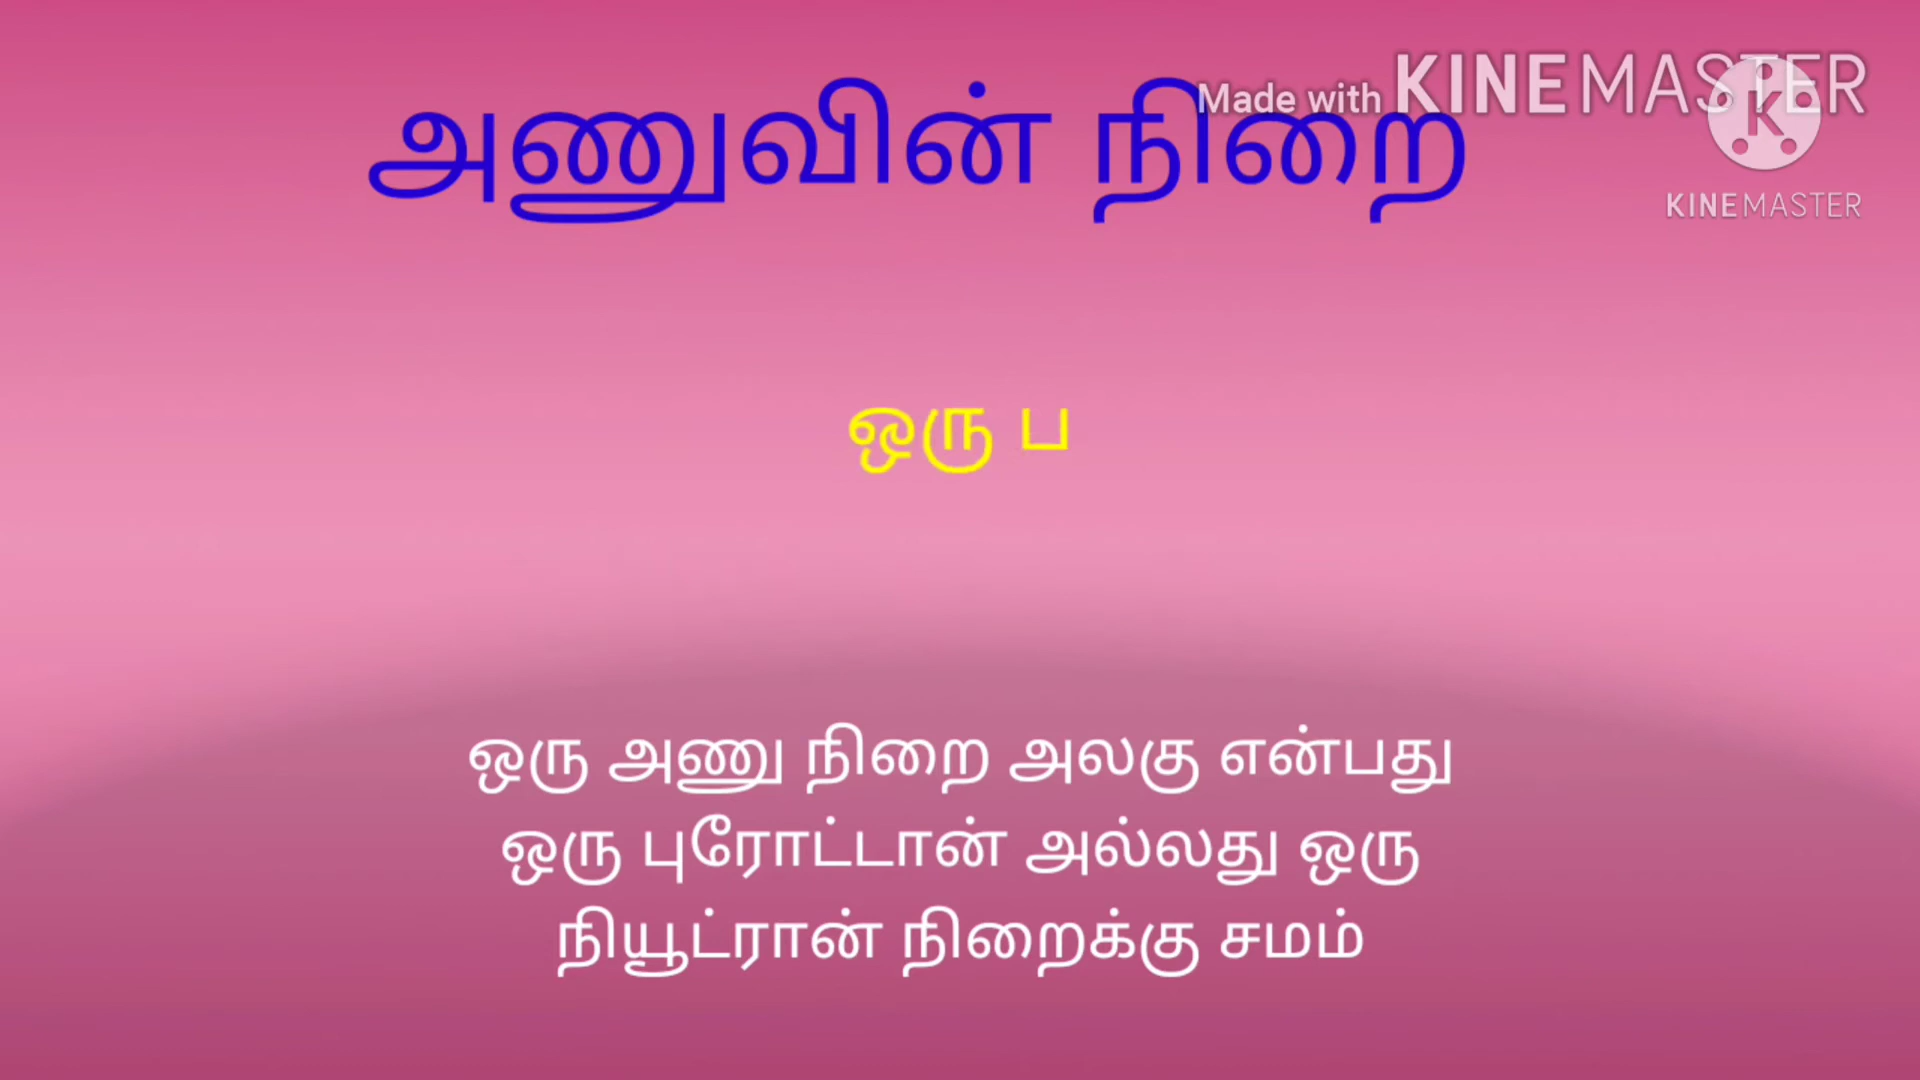 Made with KINEMASTER
அணுவின் நிறை
KINEMASTER
ஒரு ப
ஒரு அணு நிறை அலகு என்பது
ஒரு புரோட்டான் அல்லது ஒரு
நியூட்ரான் நிறைக்கு சமம்